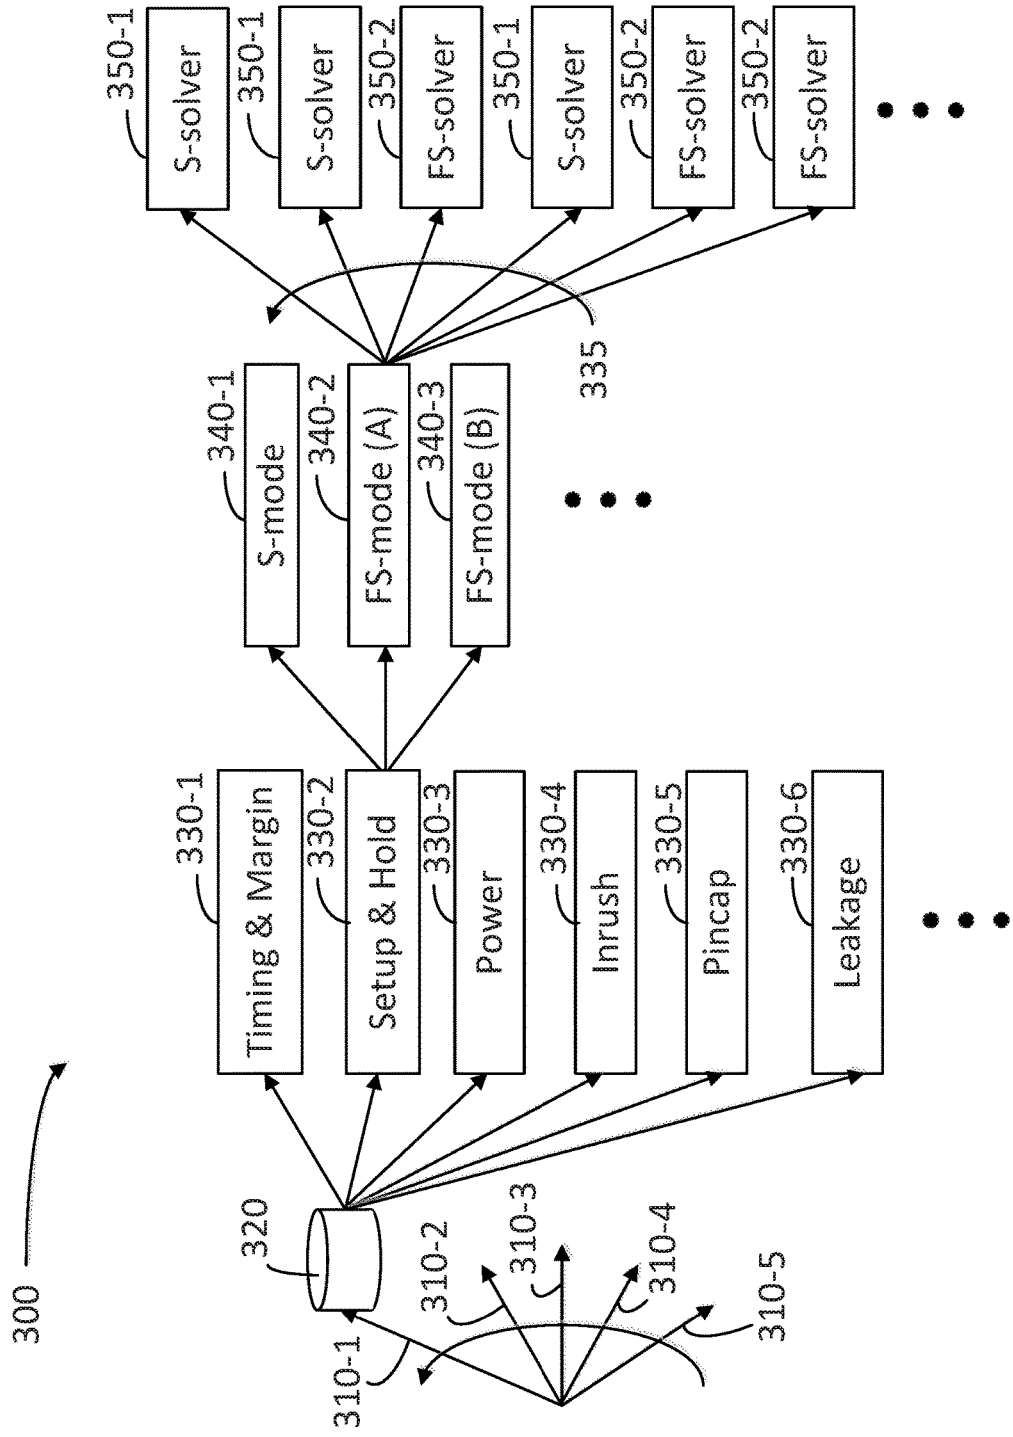 300
310-1
310-2
310-3
310-4
310-5
320
330-1
Timing & Margin
330-2
Setup & Hold
330-3
Power
330-4
Inrush
330-5
Pincap
330-6
Leakage
340-1
S-mode
340-2
FS-mode (A)
340-3
FS-mode (B)
335
350-1
S-solver
350-1
S-solver
350-2
FS-solver
350-1
S-solver
350-2
FS-solver
350-2
FS-solver